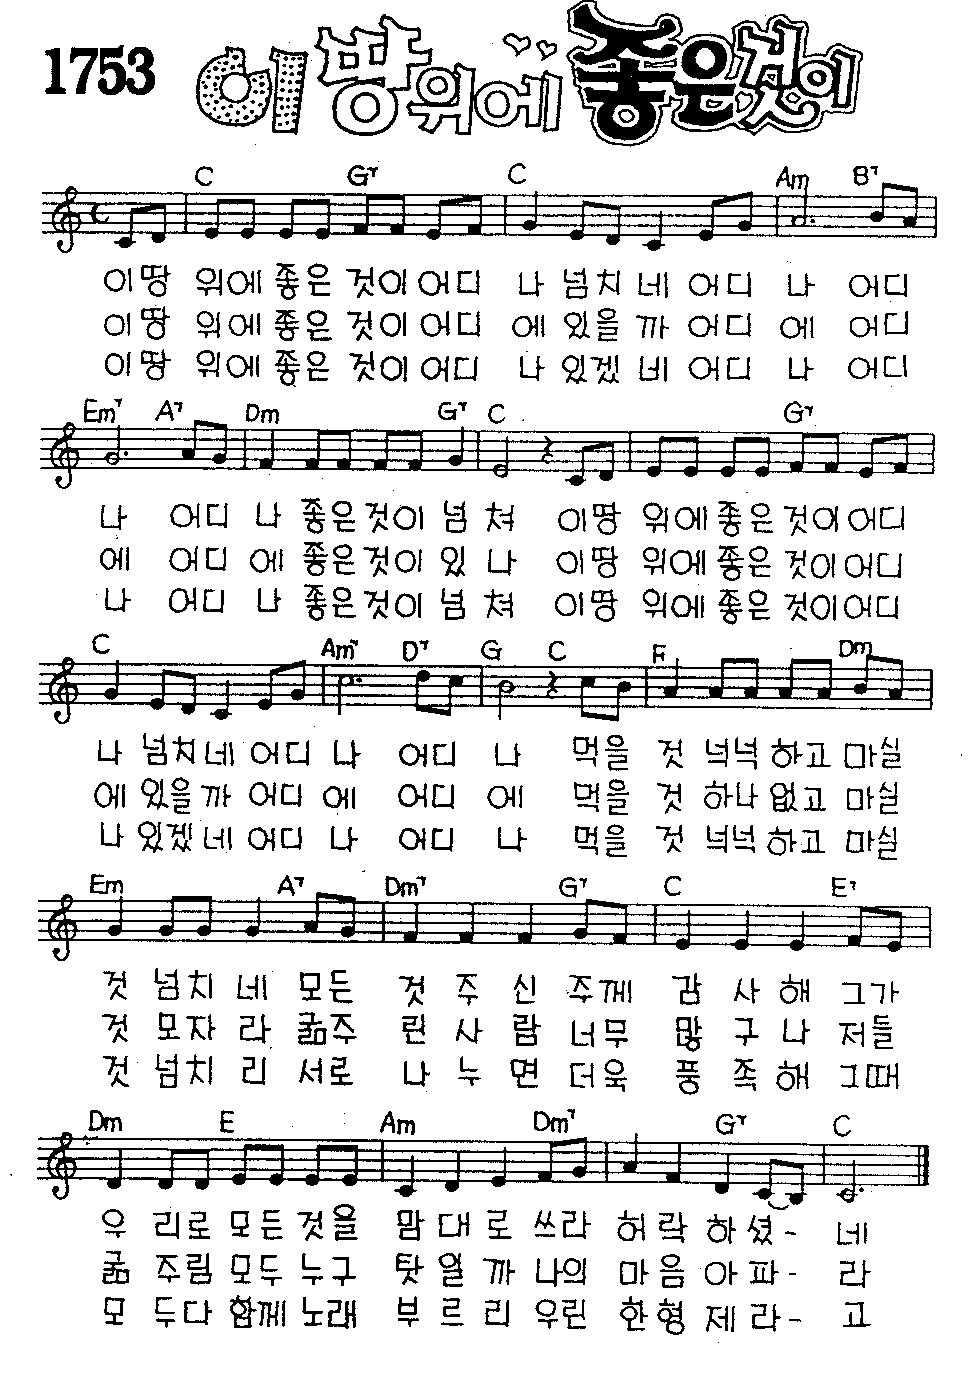 1753 이 땅 위에 좋은 것이
C G7 C Am B7
이 땅 위에 좋은 것이 어디 나 넘치 네 어디 나 어디
이 땅 위에 좋은 것이 어디 에 있을 까 어디 에 어디
이 땅 위에 좋은 것이 어디 나 있겠 네 어디 나 어디
Em7 A7 Dm G7 C G7
나 어디 나 좋은 것이 넘 쳐 이 땅 위에 좋은 것이 어디
에 어디 에 좋은 것이 있 나 이 땅 위에 좋은 것이 어디
나 어디 나 좋은 것이 넘 쳐 이 땅 위에 좋은 것이 어디
C Am7 D7 G C F Dm
나 넘치 네 어디 나 어디 나 먹을 것 넉넉 하고 마실
에 있을 까 어디 에 어디 에 먹을 것 하나 없고 마실
나 있겠 네 어디 나 어디 나 먹을 것 넉넉 하고 마실
Em A7 Dm7 G7 C E7
것 넘치 네 모든 것 주 신 주께 감 사 해 그가
것 모자 라 굶주 린 사 람 너무 많 구 나 저들
것 넘치 리 서로 나 누 면 더욱 풍 족 해 그때
Dm E Am Dm7 G7 C
우 리로 모든 것을 맘 대 로 쓰라 허 락 하 셨- 네
굶 주림 모두 누구 탓 일 까 나의 마 음 아 파- 라
모 두다 함께 노래 부 르 리 우린 한 형 제 라- 고